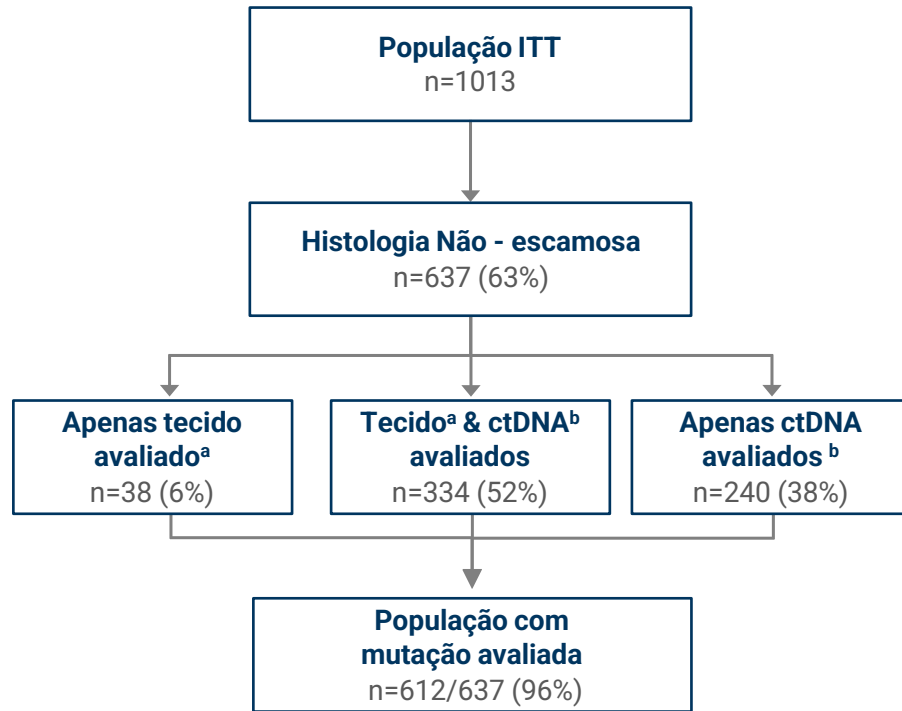 População ITT
n=1013
Histologia Não - escamosa
n=637 (63%)
Apenas tecido
avaliadoᵃ
n=38 (6%)
Tecidoᵃ & ctDNAᵇ
avaliados
n=334 (52%)
Apenas ctDNA
avaliados ᵇ
n=240 (38%)
População com
mutação avaliada
n=612/637 (96%)